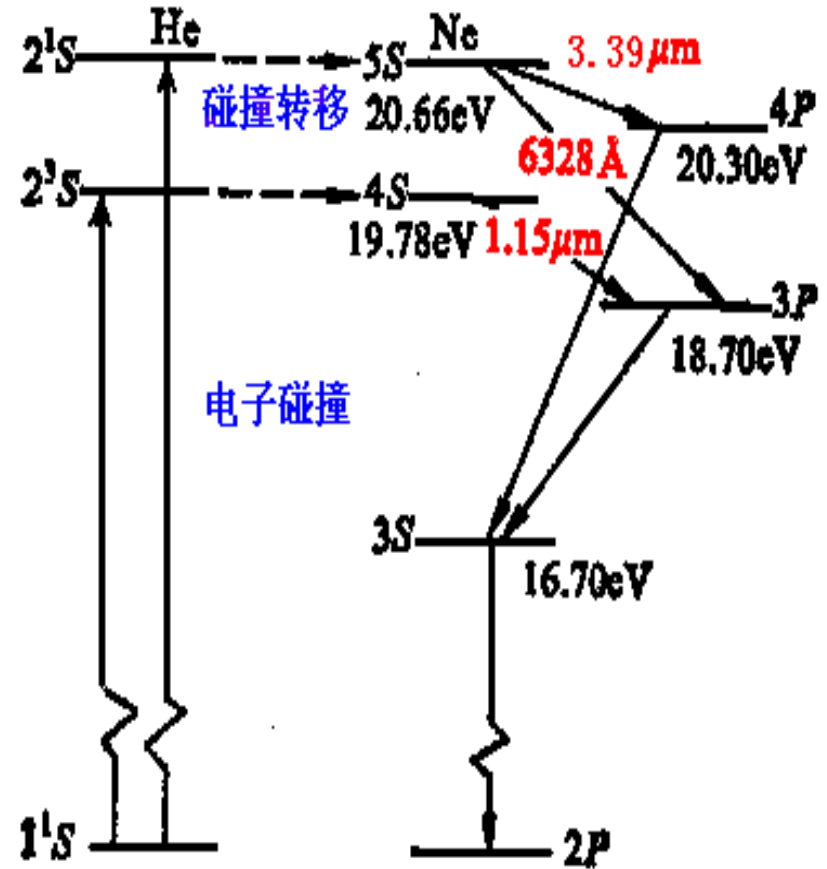 He Ne
2¹S 5S 3.39μm
碰撞转移 20.66eV 4P
6328Å 20.30eV
2³S 4S
19.78eV 1.15μm
3P
18.70eV
电子碰撞
3S
16.70eV
1¹S 2P